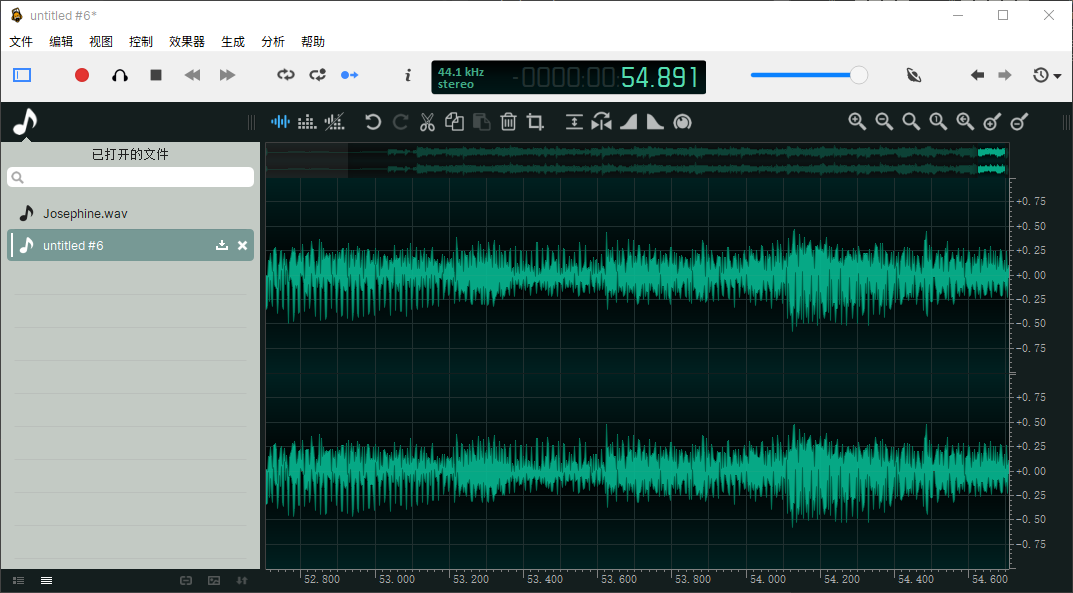 untitled #6*
文件 编辑 视图 控制 效果器 生成 分析 帮助
44.1 kHz
stereo
-0000:00:54.891
已打开的文件
Josephine.wav
untitled #6
+0.75
+0.50
+0.25
+0.00
-0.25
-0.50
-0.75
+0.75
+0.50
+0.25
+0.00
-0.25
-0.50
-0.75
52.800 53.000 53.200 53.400 53.600 53.800 54.000 54.200 54.400 54.600